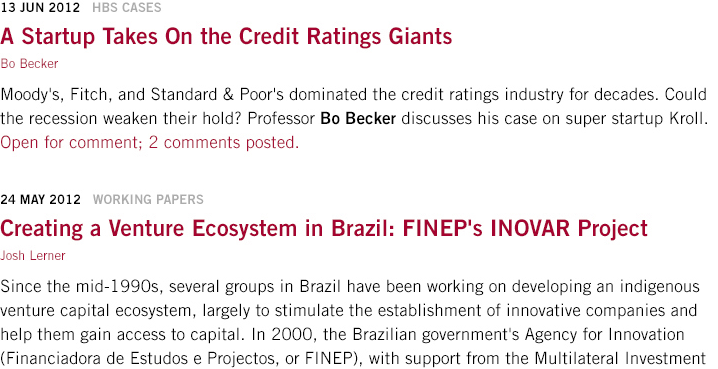 13 JUN 2012 HBS CASES
A Startup Takes On the Credit Ratings Giants
Bo Becker
Moody's, Fitch, and Standard & Poor's dominated the credit ratings industry for decades. Could
the recession weaken their hold? Professor Bo Becker discusses his case on super startup Kroll.
Open for comment; 2 comments posted.
24 MAY 2012 WORKING PAPERS
Creating a Venture Ecosystem in Brazil: FINEP's INOVAR Project
Josh Lerner
Since the mid-1990s, several groups in Brazil have been working on developing an indigenous
venture capital ecosystem, largely to stimulate the establishment of innovative companies and
help them gain access to capital. In 2000, the Brazilian government's Agency for Innovation
(Financiadora de Estudos e Projectos, or FINEP), with support from the Multilateral Investment